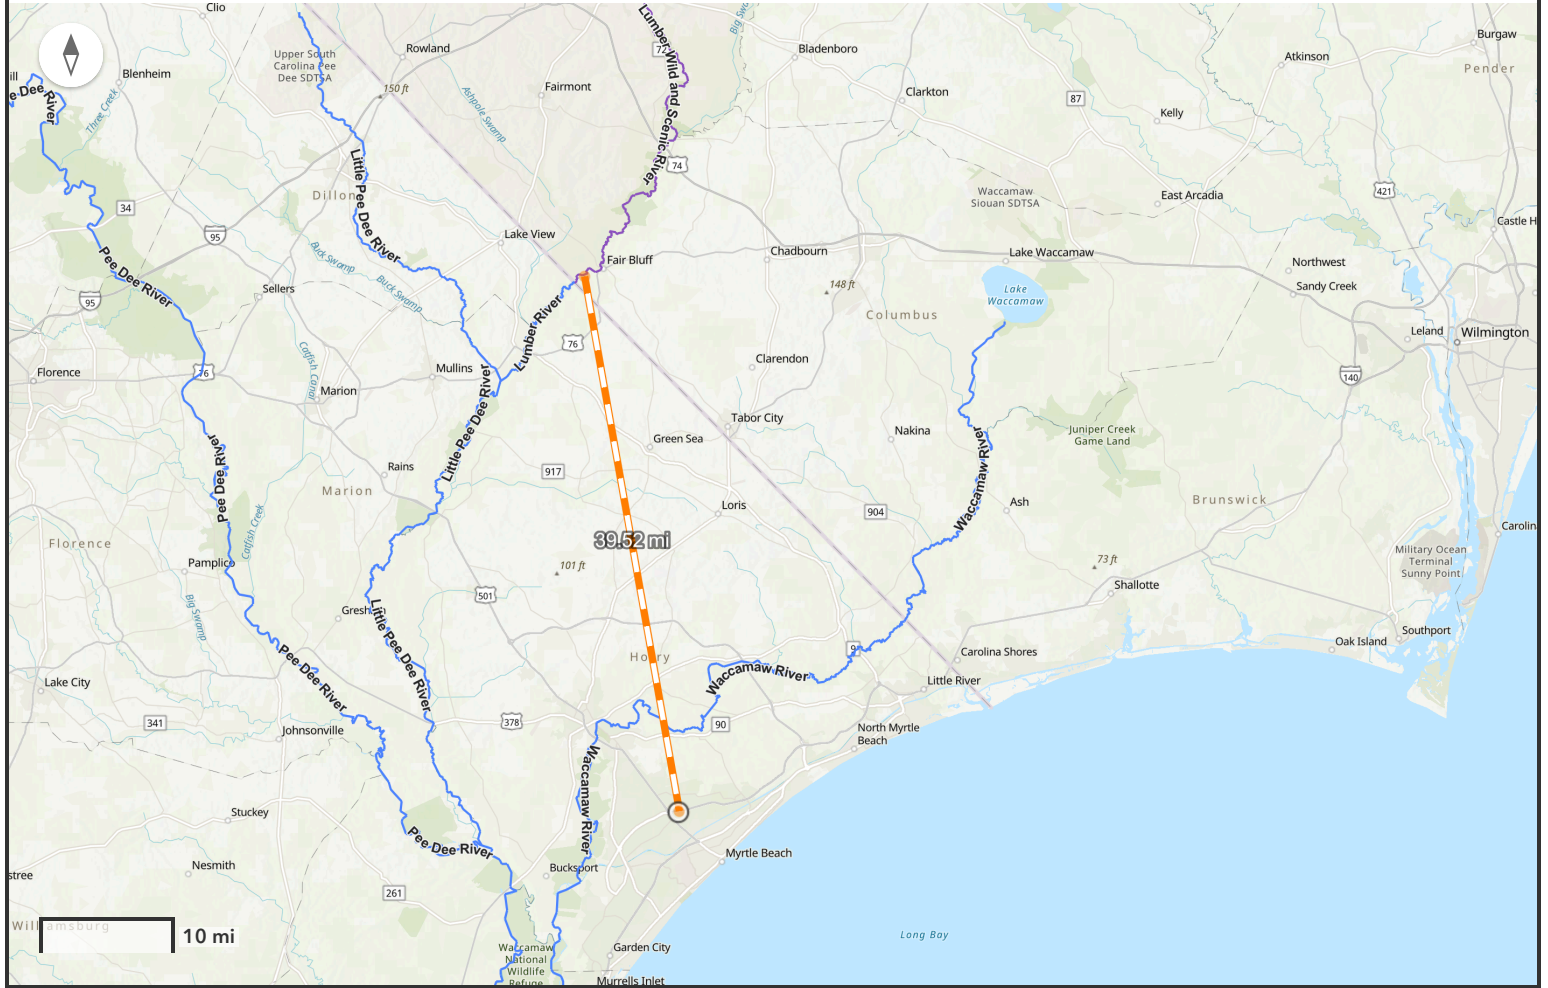 Clio
Rowland
Upper South
Carolina Pee
Dee SDTSA
150 ft
Blenheim
Three Creek
ill
e Dee River
Fairmont
Ashpole Swamp
Lumber Wild and Scenic River
74
Bladenboro
Clarkton
87
Atkinson
Burgaw
Pender
Kelly
East Arcadia
421
Waccamaw
Siouan SDTSA
Castle H
Dillon
34
95
Little Pee Dee River
Lake View
Buck Swamp
Buck Swamp
Pee Dee River
95
Sellers
Fair Bluff
Chadbourn
Lake Waccamaw
148 ft
Lake
Waccamaw
Columbus
Northwest
Sandy Creek
Leland
Wilmington
140
Lumber River
76
Clarendon
Florence
76
Catfish Canal
Marion
Mullins
Little Pee Dee River
Tabor City
Green Sea
Nakina
Juniper Creek
Game Land
Waccamaw River
Pee Dee River
Rains
Marion
917
Loris
904
Ash
Brunswick
Carolin
Catfish Creek
Florence
Pamplico
39.52 mi
101 ft
501
73 ft
Shallotte
Military Ocean
Terminal
Sunny Point
Big Swamp
Gresh
Little Pee Dee River
Southport
Oak Island
Pee Dee River
Horry
Waccamaw River
Carolina Shores
Little River
Lake City
341
Johnsonville
378
90
North Myrtle
Beach
Waccamaw River
Stuckey
Pee Dee River
Myrtle Beach
Nesmith
Bucksport
stree
261
Williamsburg
10 mi
Long Bay
Garden City
Waccamaw
National
Wildlife
Refuge
Murrells Inlet